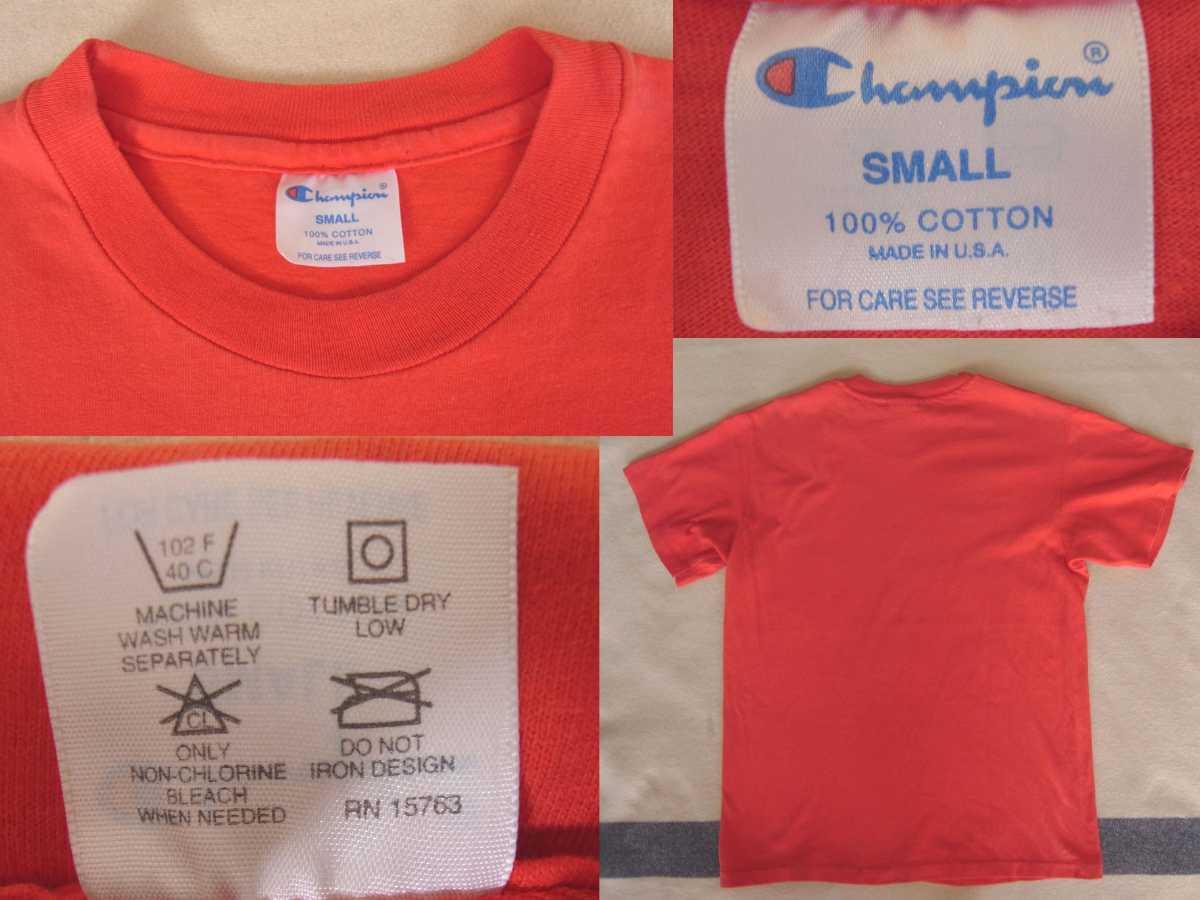 Champion®
SMALL
100% COTTON
MADE IN U.S.A.
FOR CARE SEE REVERSE
Champion®
SMALL
100% COTTON
MADE IN U.S.A.
FOR CARE SEE REVERSE
102 F
40 C
MACHINE
WASH WARM
SEPARATELY
TUMBLE DRY
LOW
CL
ONLY
NON-CHLORINE
BLEACH
WHEN NEEDED
DO NOT
IRON DESIGN
RN 15763